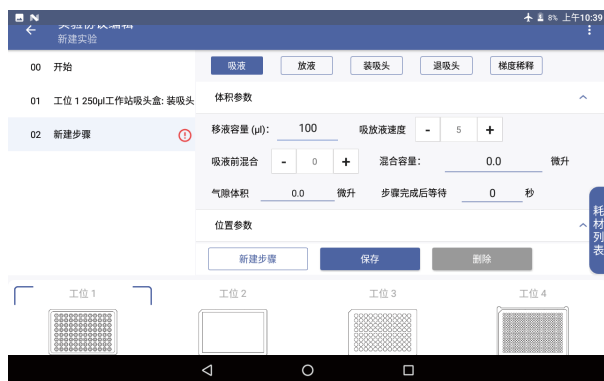 8% 上午10:39
实验协议编辑
新建实验
00 开始
01 工位 1 250μl工作站吸头盒: 装吸头
02 新建步骤
吸液 放液 装吸头 退吸头 梯度稀释
体积参数
移液容量 (μl): 100 吸放液速度 - 5 +
吸液前混合 - 0 + 混合容量: 0.0 微升
气隙体积 0.0 微升 步骤完成后等待 0 秒
位置参数
新建步骤 保存 删除
耗材列表
工位 1 工位 2 工位 3 工位 4